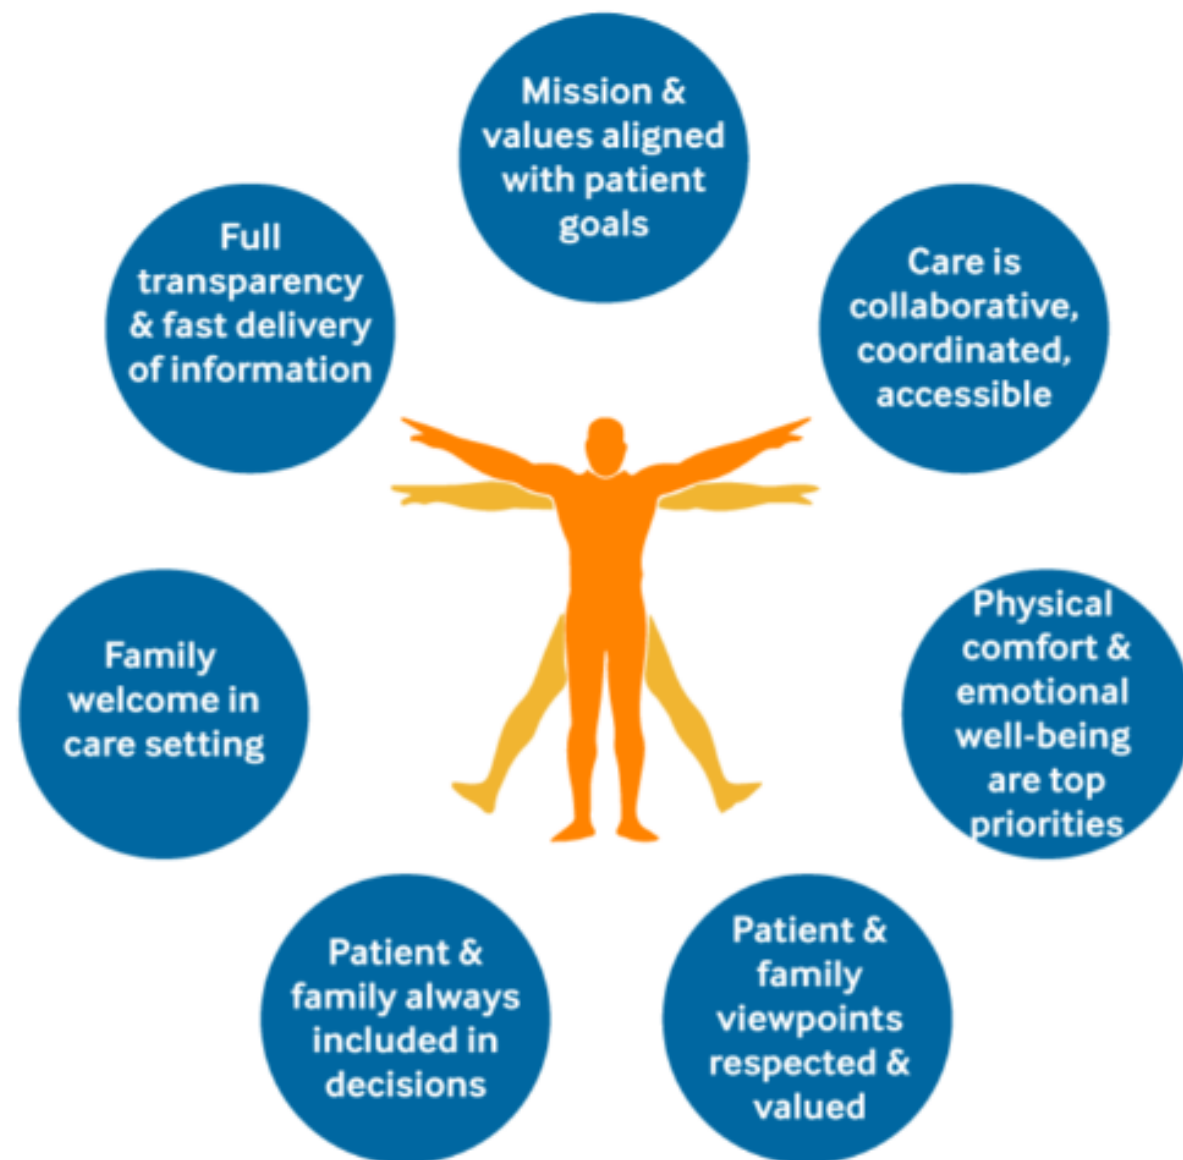 Mission &
values aligned
with patient
goals
Care is
collaborative,
coordinated,
accessible
Physical
comfort &
emotional
well-being
are top
priorities
Patient &
family
viewpoints
respected &
valued
Patient &
family always
included in
decisions
Family
welcome in
care setting
Full
transparency
& fast delivery
of information